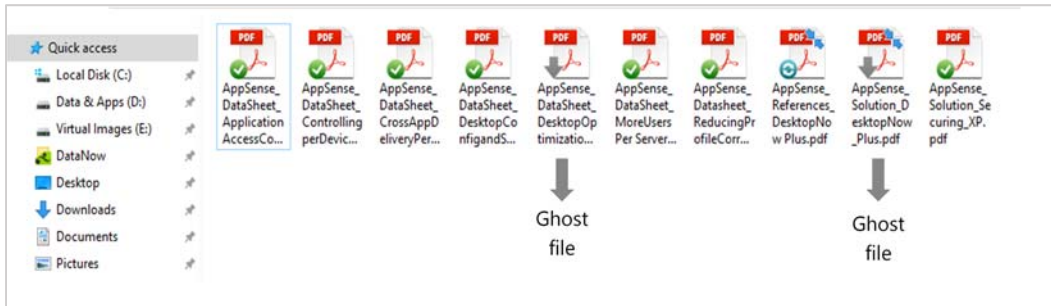 Quick access
Local Disk (C:)
Data & Apps (D:)
Virtual Images (E:)
DataNow
Desktop
Downloads
Documents
Pictures
PDF
AppSense_
DataSheet_
Application
AccessCo...
PDF
AppSense_
DataSheet_
Controlling
perDevic...
PDF
AppSense_
DataSheet_
CrossAppD
eliveryPer...
PDF
AppSense_
DataSheet_
DesktopCo
nfigandS...
PDF
AppSense_
DataSheet_
DesktopOp
timizatio...
PDF
AppSense_
DataSheet_
MoreUsers
Per Server...
PDF
AppSense_
Datasheet_
ReducingPr
ofileCorr...
PDF
AppSense_
References_
DesktopNo
w Plus.pdf
PDF
AppSense_
Solution_D
esktopNow
_Plus.pdf
PDF
AppSense_
Solution_Se
curing_XP.
pdf
Ghost
file
Ghost
file